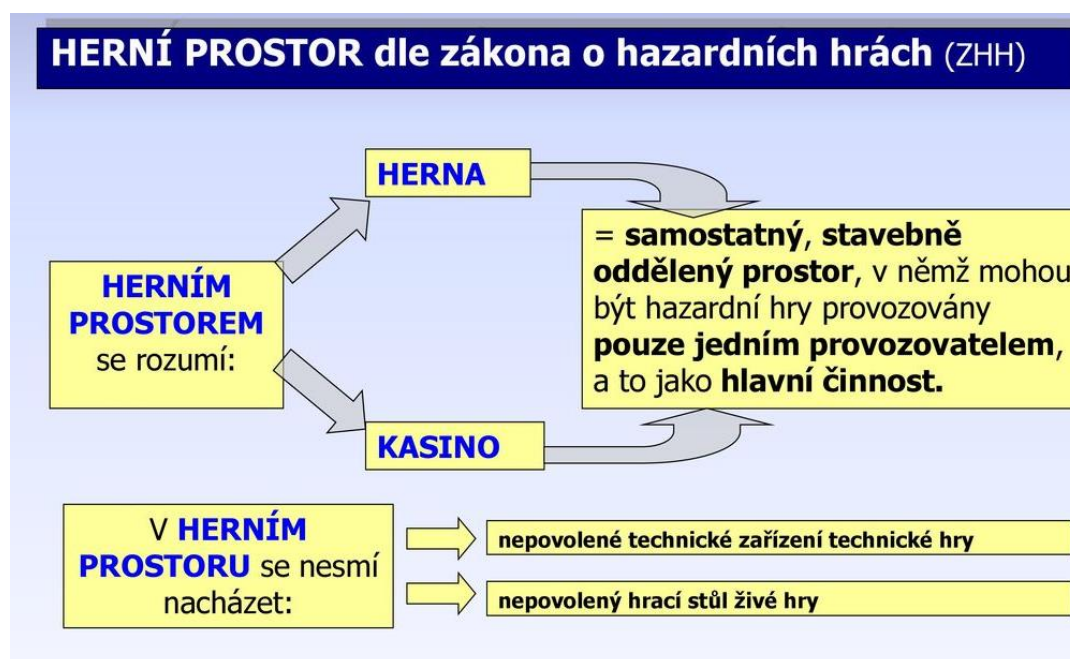 HERNÍ PROSTOR dle zákona o hazardních hrách (ZHH)
HERNA
HERNÍM
PROSTOREM
se rozumí:
= samostatný, stavebně
oddělený prostor, v němž mohou
být hazardní hry provozovány
pouze jedním provozovatelem,
a to jako hlavní činnost.
KASINO
V HERNÍM
PROSTORU se nesmí
nacházet:
nepovolené technické zařízení technické hry
nepovolený hrací stůl živé hry